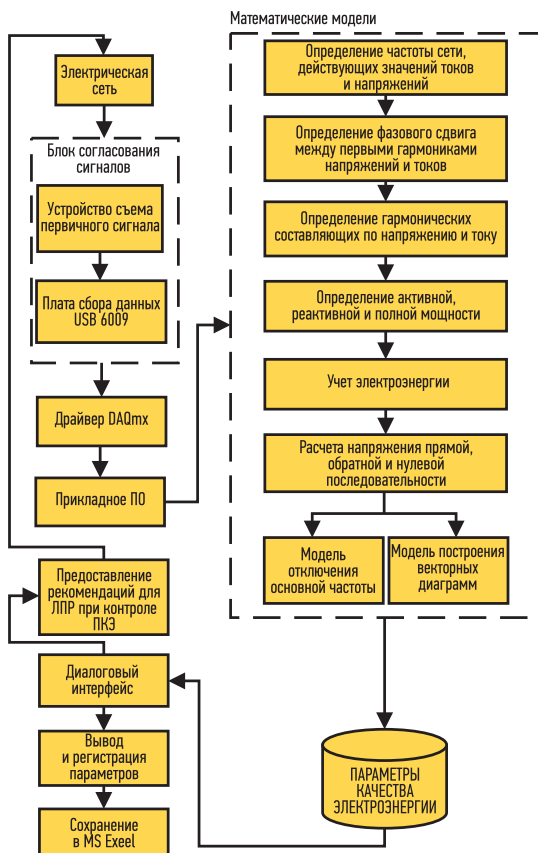 Математические модели
Электрическая
сеть
Блок согласования
сигналов
Устройство съема
первичного сигнала
Плата сбора данных
USB 6009
Драйвер DAQmx
Прикладное ПО
Предоставление
рекомендаций для
ЛПР при контроле
ПКЭ
Диалоговый
интерфейс
Вывод
и регистрация
параметров
Сохранение
в MS Exeel
Определение частоты сети,
действующих значений токов
и напряжений
Определение фазового сдвига
между первыми гармониками
напряжений и токов
Определение гармонических
составляющих по напряжению и току
Определение активной,
реактивной и полной мощности
Учет электроэнергии
Расчета напряжения прямой,
обратной и нулевой
последовательности
Модель
отключения
основной частоты
Модель построения
векторных
диаграмм
ПАРАМЕТРЫ
КАЧЕСТВА
ЭЛЕКТРОЭНЕРГИИ